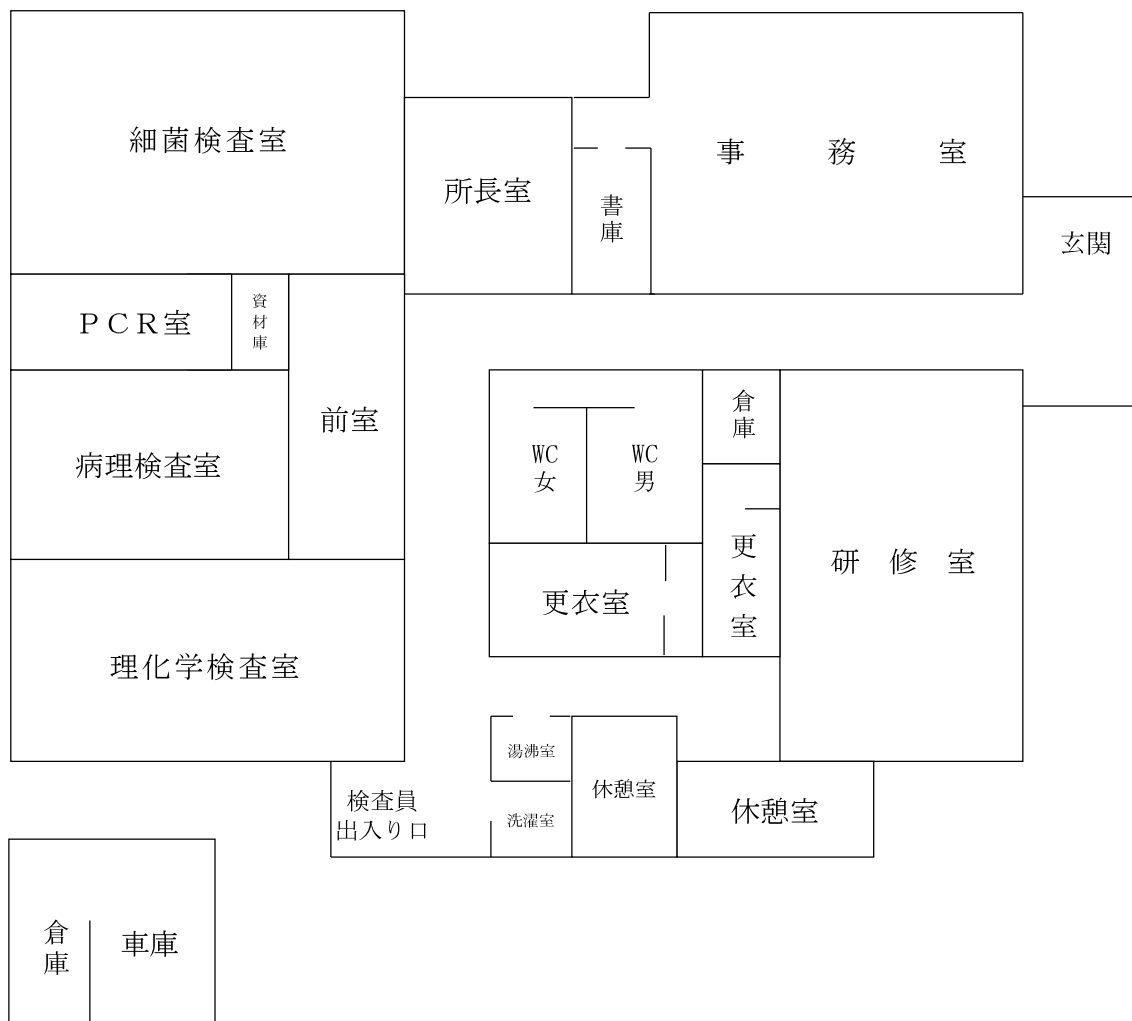 細菌検査室
所長室
書庫
事務室
玄関
PCR室
資材庫
前室
病理検査室
WC
女
WC
男
倉庫
更衣室
更衣室
研修室
理化学検査室
湯沸室
洗濯室
休憩室
休憩室
検査員
出入り口
倉庫
車庫